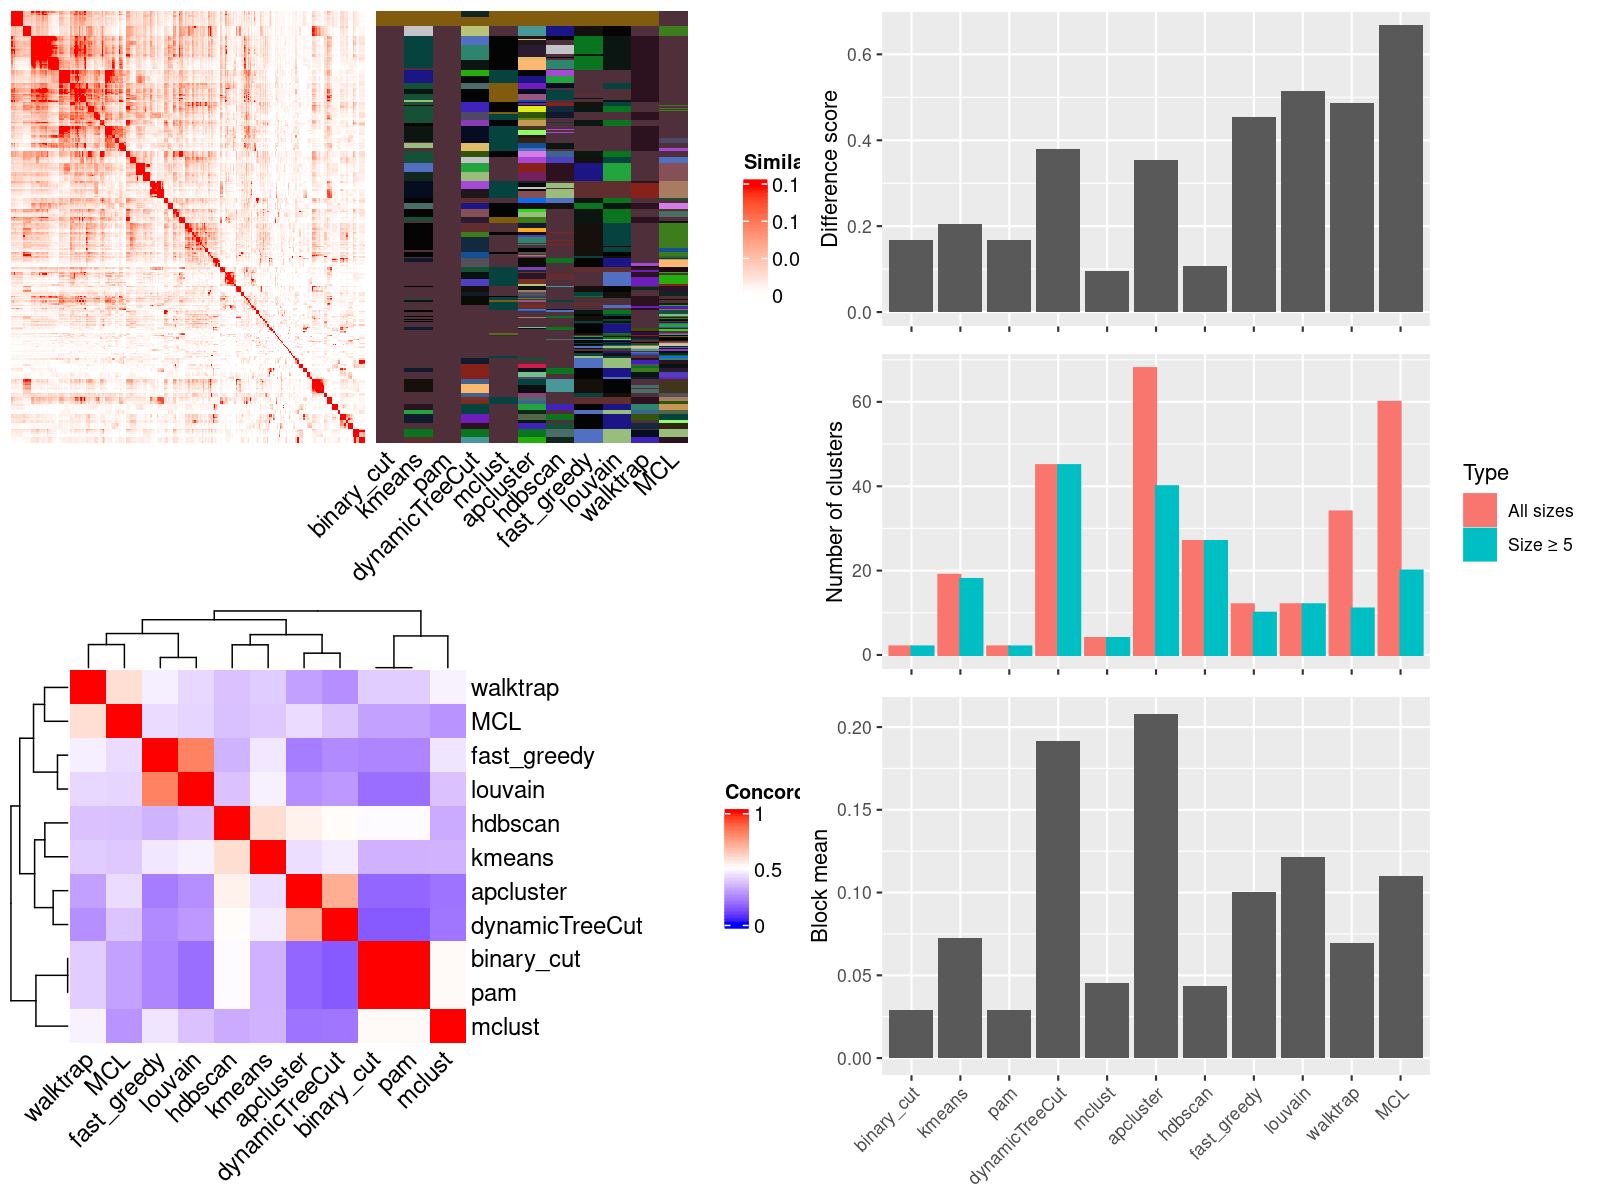 Simila
0.1
0.1
0.0
0
binary_cut
kmeans
pam
dynamicTreeCut
mclust
apcluster
hdbscan
fast_greedy
louvain
walktrap
MCL
walktrap
MCL
fast_greedy
louvain
hdbscan
kmeans
apcluster
dynamicTreeCut
binary_cut
pam
mclust
walktrap
MCL
fast_greedy
louvain
hdbscan
kmeans
apcluster
dynamicTreeCut
binary_cut
pam
mclust
Concord
1
0.5
0
Difference score
0.6
0.4
0.2
0.0
Number of clusters
60
40
20
0
Type
All sizes
Size ≥ 5
Block mean
0.20
0.15
0.10
0.05
0.00
binary_cut
kmeans
pam
dynamicTreeCut
mclust
apcluster
hdbscan
fast_greedy
louvain
walktrap
MCL